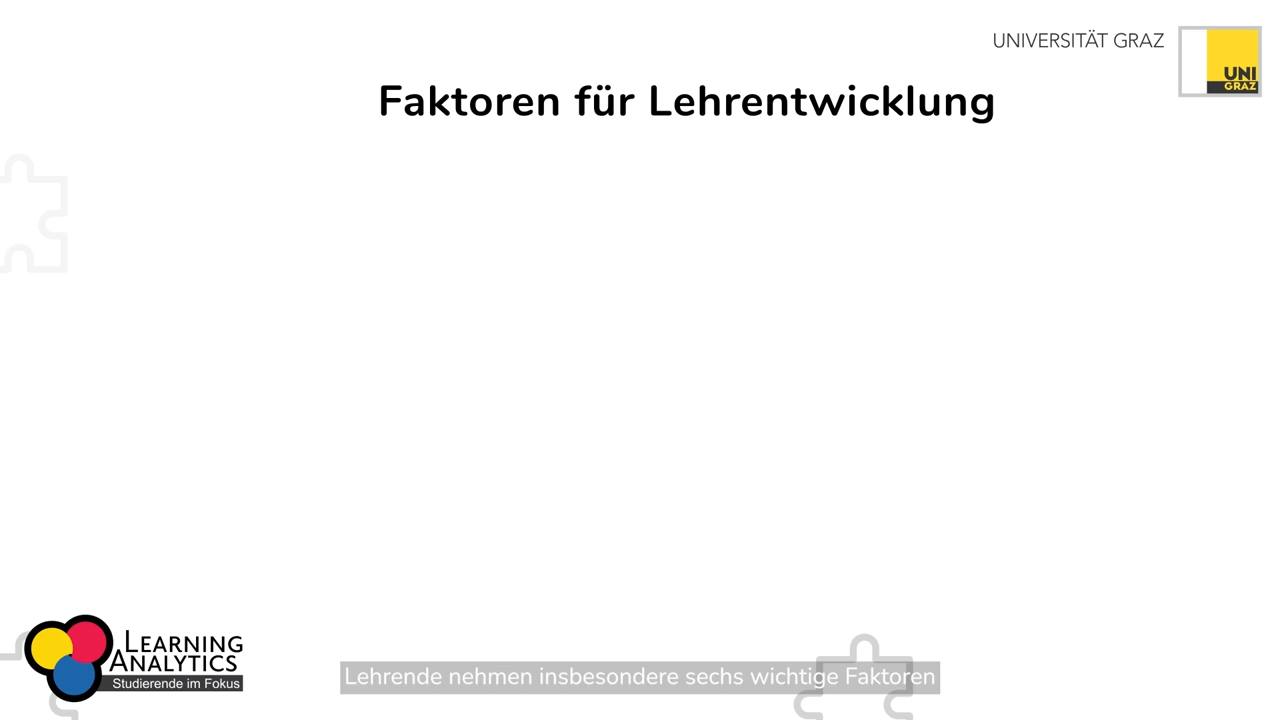 UNIVERSITÄT GRAZ
UNI
GRAZ
Faktoren für Lehrentwicklung
LEARNING
ANALYTICS
Studierende im Fokus
Lehrende nehmen insbesondere sechs wichtige Faktoren